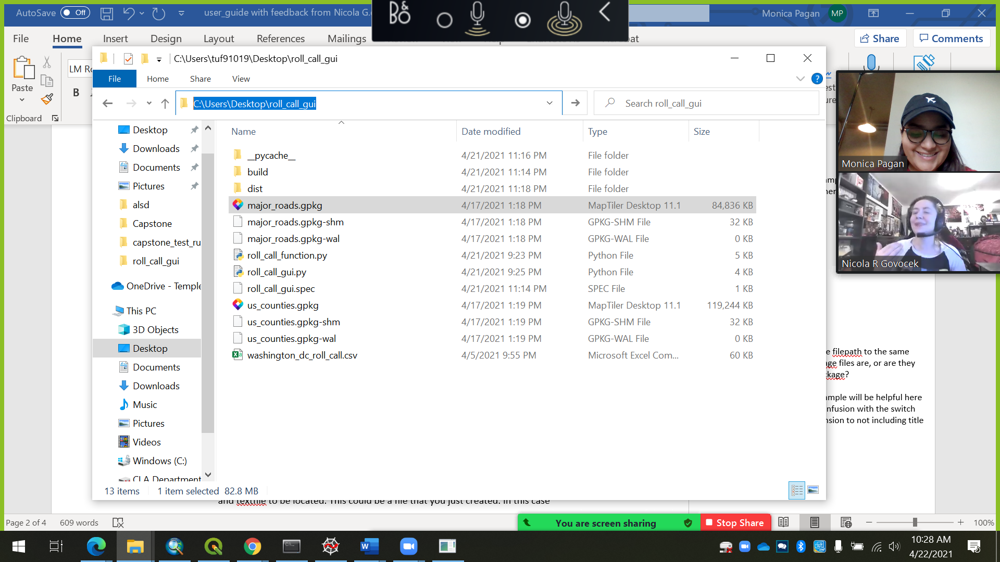 AutoSave Off
user_guide with feedback from Nicola G.
Monica Pagan MP
B&O
File Home Insert Design Layout References Mailings
Share Comments
Paste
Clipboard
B
C:\Users\tuf91019\Desktop\roll_call_gui
File Home Share View
C:\Users\Desktop\roll_call_gui
Search roll_call_gui
Desktop
Downloads
Documents
Pictures
alsd
Capstone
capstone_test_ru
roll_call_gui
OneDrive - Temple
This PC
3D Objects
Desktop
Documents
Downloads
Music
Pictures
Videos
Windows (C:)
CLA Department
Name Date modified Type Size
__pycache__ 4/21/2021 11:16 PM File folder
build 4/21/2021 11:14 PM File folder
dist 4/21/2021 11:18 PM File folder
major_roads.gpkg 4/17/2021 1:18 PM MapTiler Desktop 11.1 84,836 KB
major_roads.gpkg-shm 4/17/2021 1:18 PM GPKG-SHM File 32 KB
major_roads.gpkg-wal 4/17/2021 1:18 PM GPKG-WAL File 0 KB
roll_call_function.py 4/21/2021 9:23 PM Python File 5 KB
roll_call_gui.py 4/21/2021 9:25 PM Python File 4 KB
roll_call_gui.spec 4/21/2021 11:14 PM SPEC File 1 KB
us_counties.gpkg 4/17/2021 1:19 PM MapTiler Desktop 11.1 119,244 KB
us_counties.gpkg-shm 4/17/2021 1:19 PM GPKG-SHM File 32 KB
us_counties.gpkg-wal 4/17/2021 1:19 PM GPKG-WAL File 0 KB
washington_dc_roll_call.csv 4/5/2021 9:55 PM Microsoft Excel Com... 60 KB
13 items 1 item selected 82.8 MB
Monica Pagan
Nicola R Govocek
e filepath to the same
age files are, or are they
kage?
mple will be helpful here
nfusion with the switch
nsion to not including title
and textfile to be located. This could be a file that you just created. In this case
Page 2 of 4 609 words
You are screen sharing Stop Share
100%
10:28 AM
4/22/2021